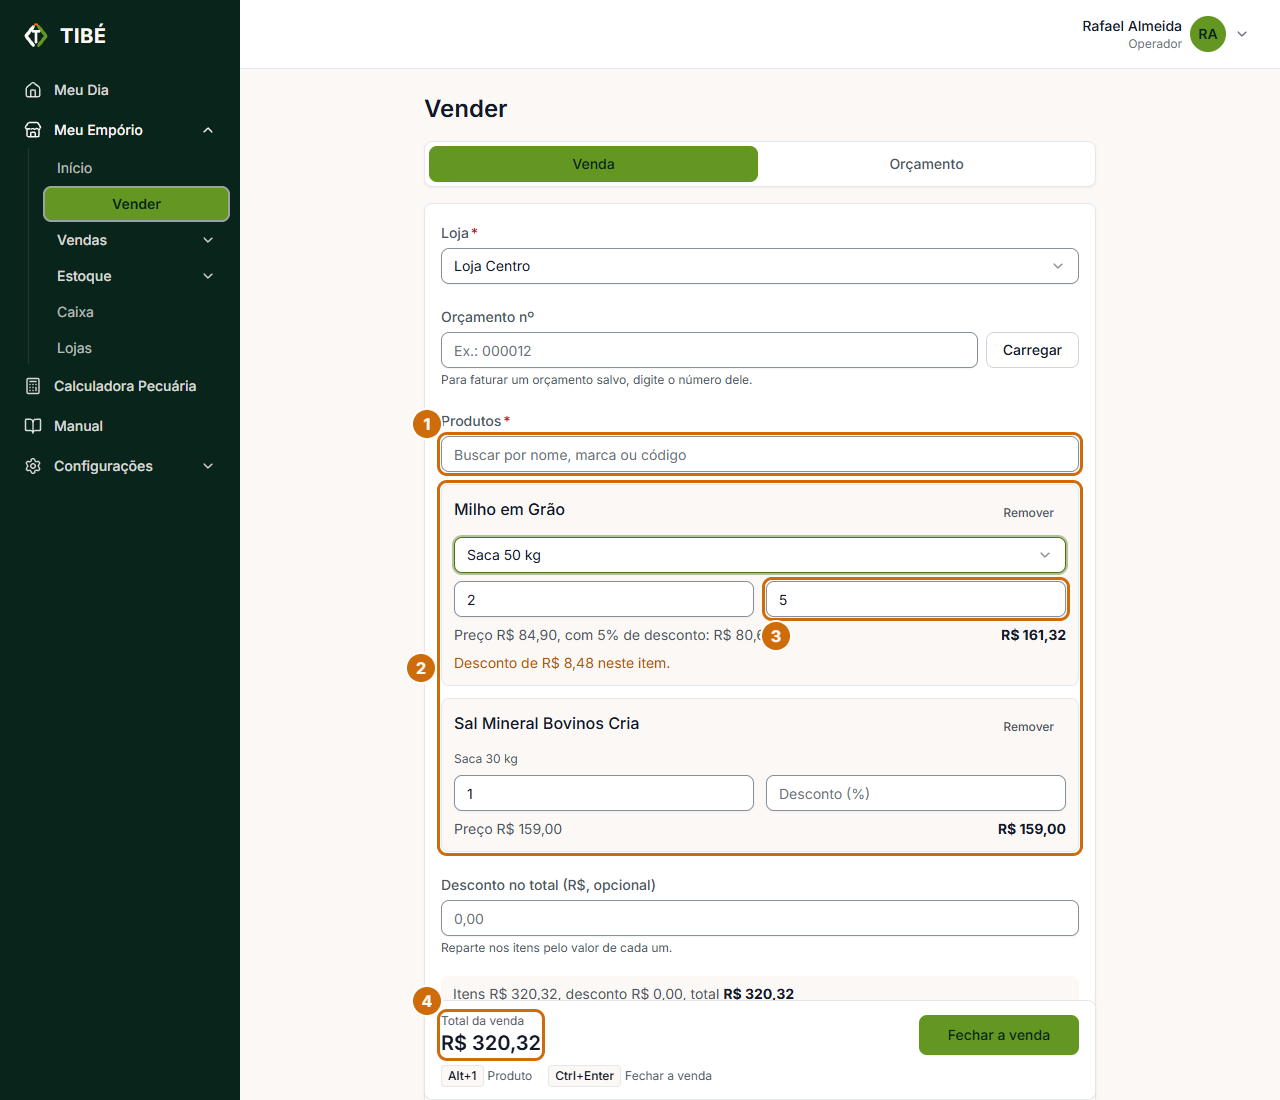 TIBÉ
Rafael Almeida
Operador
RA
Meu Dia
Meu Empório
Início
Vender
Vendas
Estoque
Caixa
Lojas
Calculadora Pecuária
Manual
Configurações
Vender
Venda
Orçamento
Loja*
Loja Centro
Orçamento nº
Ex.: 000012
Carregar
Para faturar um orçamento salvo, digite o número dele.
1
Produtos*
Buscar por nome, marca ou código
Milho em Grão
Remover
Saca 50 kg
2
5
Preço R$ 84,90, com 5% de desconto: R$ 80,6
3
R$ 161,32
2
Desconto de R$ 8,48 neste item.
Sal Mineral Bovinos Cria
Remover
Saca 30 kg
1
Desconto (%)
Preço R$ 159,00
R$ 159,00
Desconto no total (R$, opcional)
0,00
Reparte nos itens pelo valor de cada um.
Itens R$ 320,32, desconto R$ 0,00, total R$ 320,32
4
Total da venda
R$ 320,32
Fechar a venda
Alt+1 Produto
Ctrl+Enter Fechar a venda